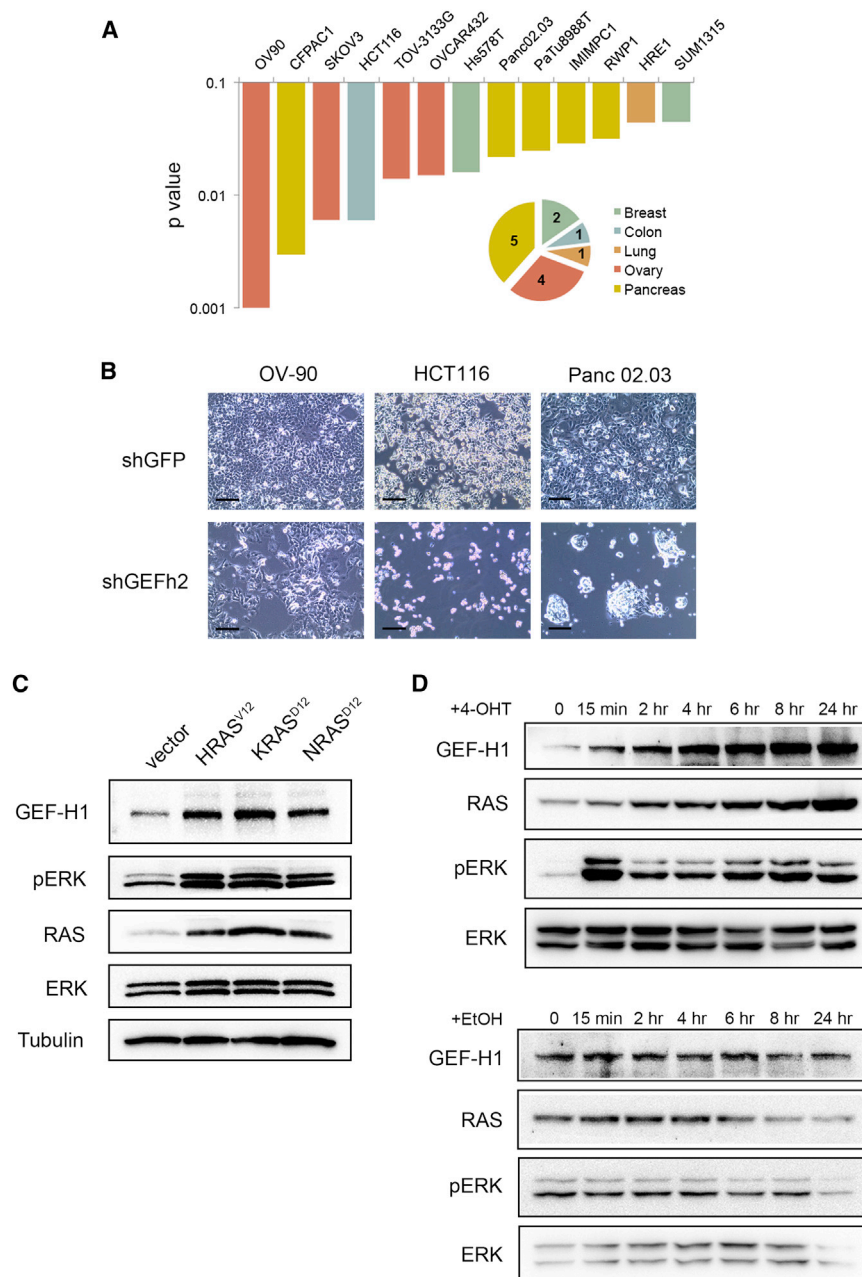 A
OV90
CFPAC1
SKOV3
HCT116
TOV-3133G
OVCAR432
Hs578T
Panc02.03
PaTu8988T
IMIMPC1
RWP1
HRE1
SUM1315
0.1
0.01
0.001
p value
2
1
1
4
5
Breast
Colon
Lung
Ovary
Pancreas
B
OV-90 HCT116 Panc 02.03
shGFP
shGEFh2
C
vector HRASV12 KRASD12 NRASD12
GEF-H1
pERK
RAS
ERK
Tubulin
D
+4-OHT 0 15 min 2 hr 4 hr 6 hr 8 hr 24 hr
GEF-H1
RAS
pERK
ERK
+EtOH 0 15 min 2 hr 4 hr 6 hr 8 hr 24 hr
GEF-H1
RAS
pERK
ERK